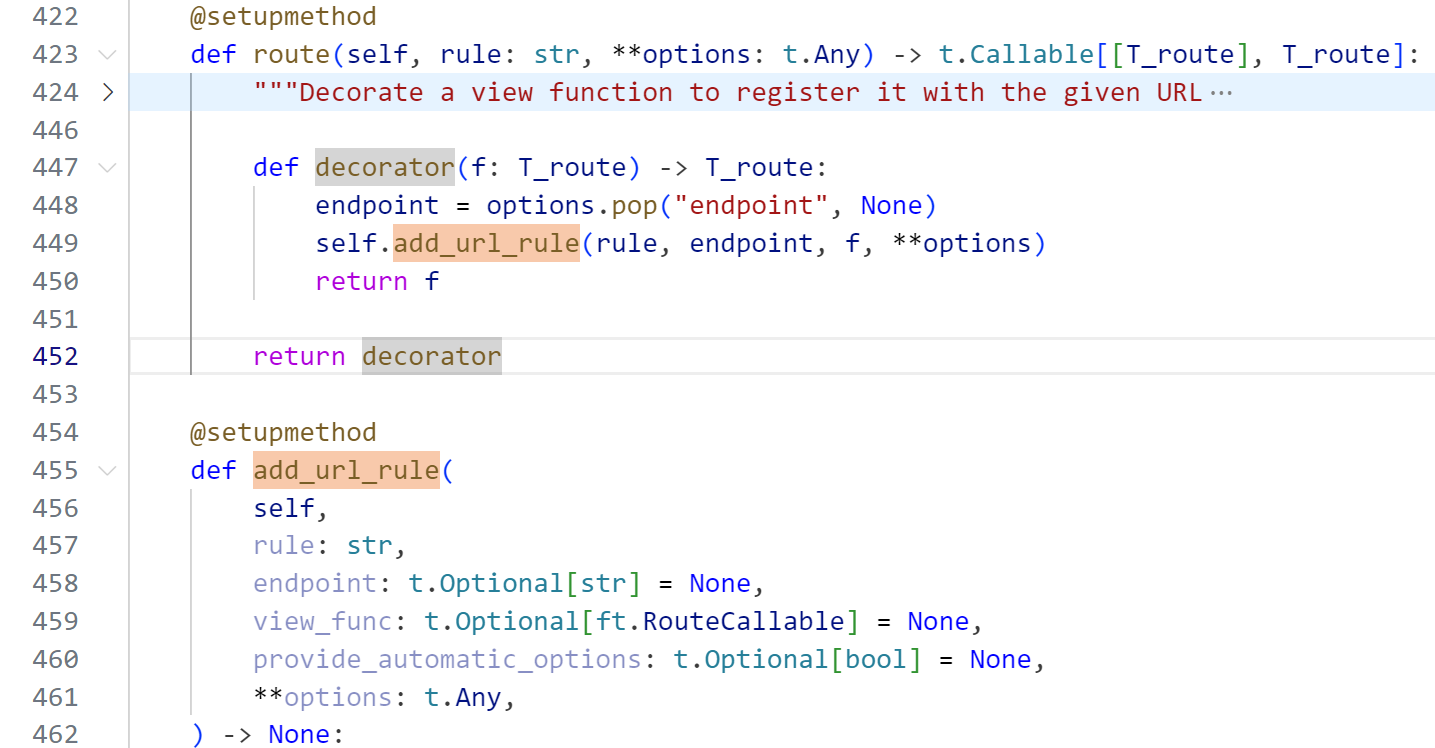 422 @setupmethod
423 def route(self, rule: str, **options: t.Any) -> t.Callable[[T_route], T_route]:
424 """Decorate a view function to register it with the given URL ···
446
447 def decorator(f: T_route) -> T_route:
448 endpoint = options.pop("endpoint", None)
449 self.add_url_rule(rule, endpoint, f, **options)
450 return f
451
452 return decorator
453
454 @setupmethod
455 def add_url_rule(
456 self,
457 rule: str,
458 endpoint: t.Optional[str] = None,
459 view_func: t.Optional[ft.RouteCallable] = None,
460 provide_automatic_options: t.Optional[bool] = None,
461 **options: t.Any,
462 ) -> None: